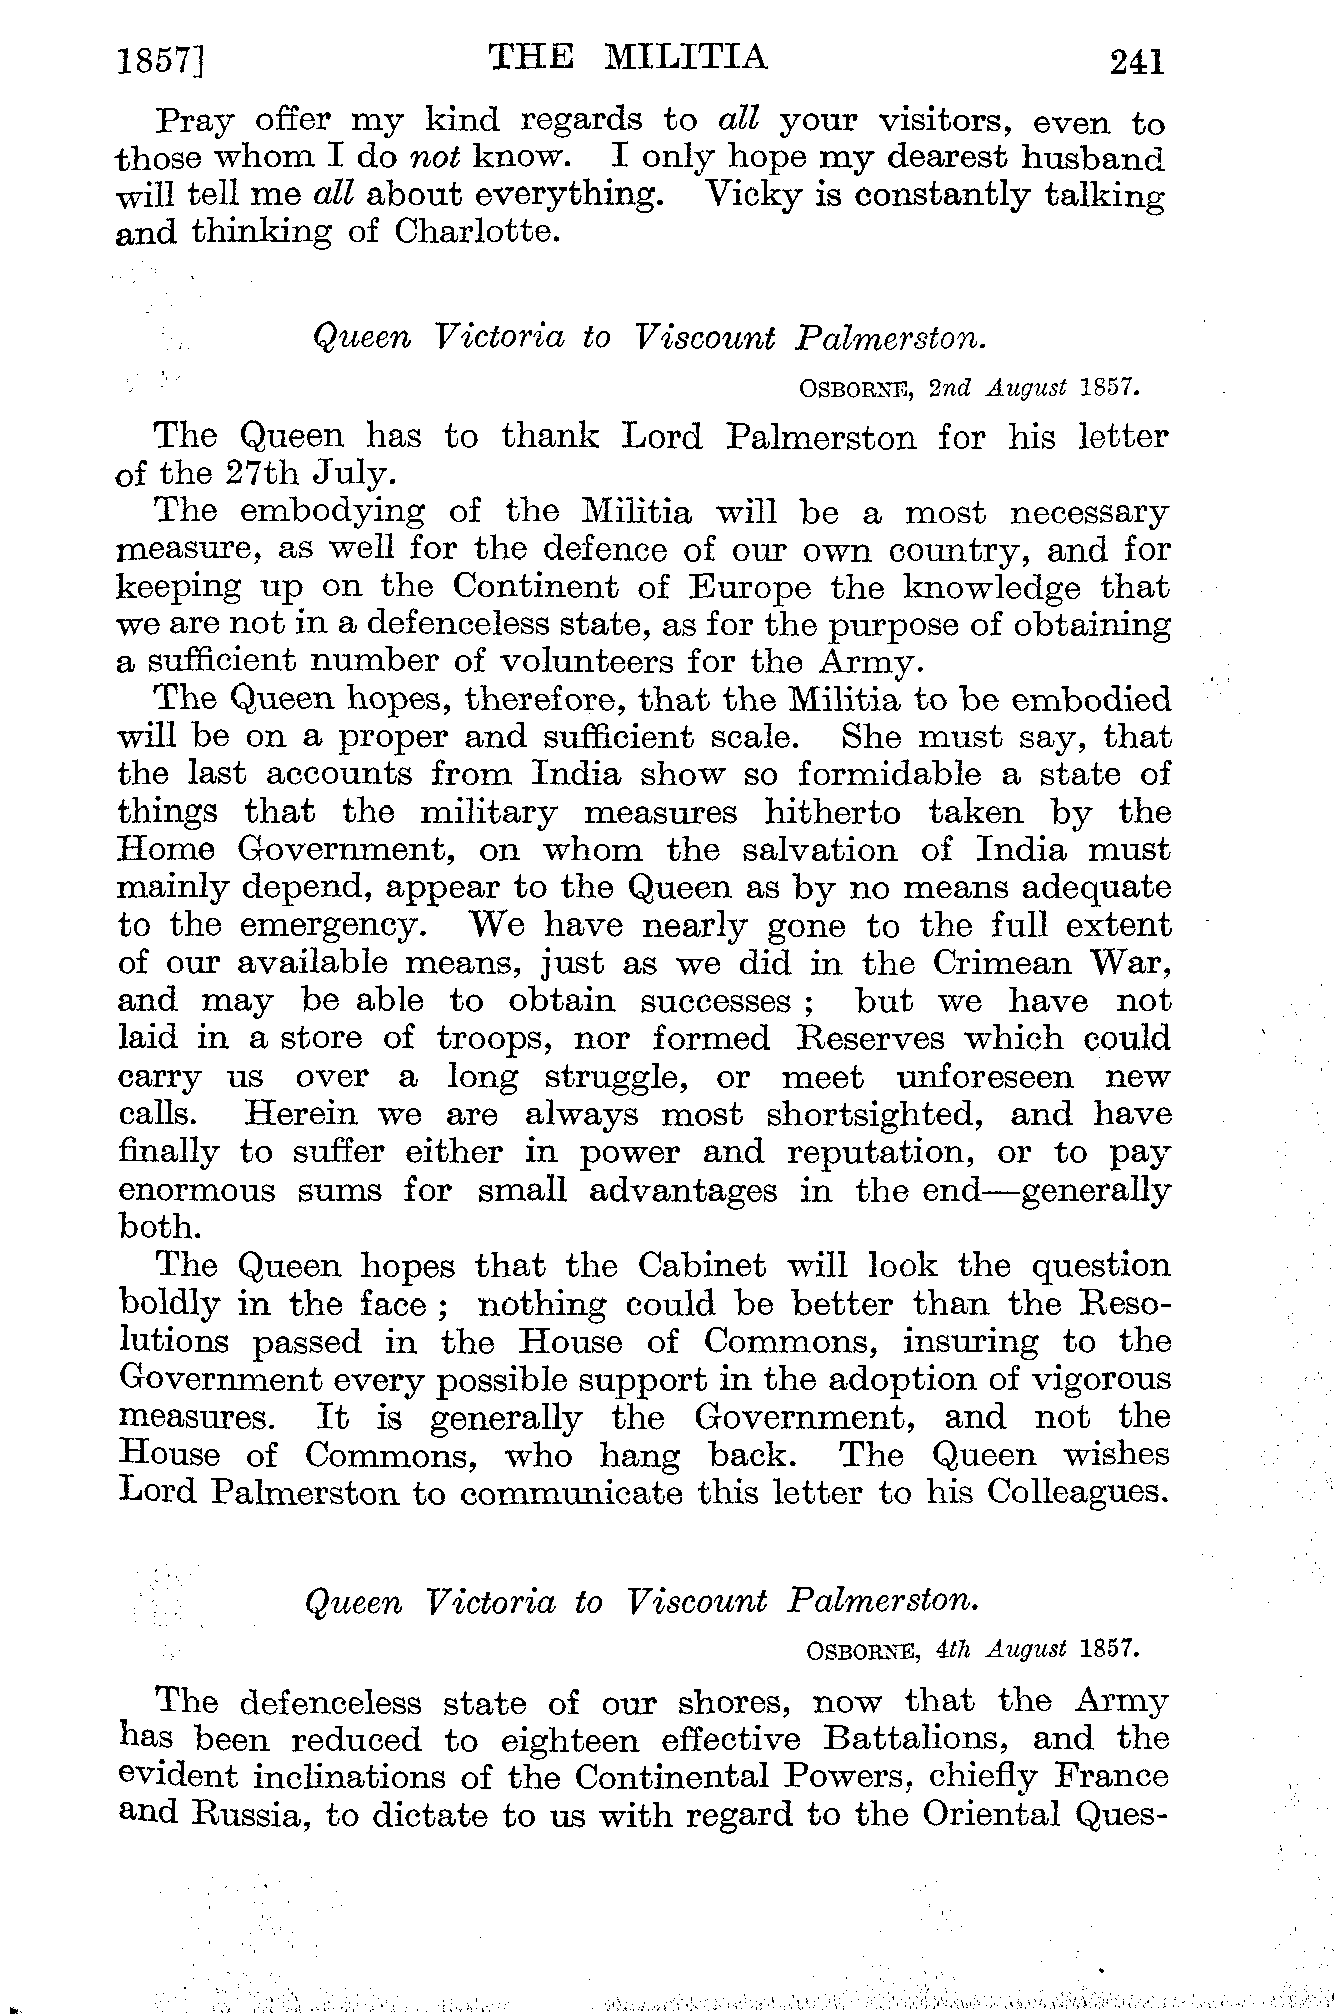 1857] THE MILITIA 241
Pray offer my kind regards to all your visitors, even to
those whom I do not know. I only hope my dearest husband
will tell me all about everything. Vicky is constantly talking
and thinking of Charlotte.
Queen Victoria to Viscount Palmerston.
OSBORNE, 2nd August 1857.
The Queen has to thank Lord Palmerston for his letter
of the 27th July.
The embodying of the Militia will be a most necessary
measure, as well for the defence of our own country, and for
keeping up on the Continent of Europe the knowledge that
we are not in a defenceless state, as for the purpose of obtaining
a sufficient number of volunteers for the Army.
The Queen hopes, therefore, that the Militia to be embodied
will be on a proper and sufficient scale. She must say, that
the last accounts from India show so formidable a state of
things that the military measures hitherto taken by the
Home Government, on whom the salvation of India must
mainly depend, appear to the Queen as by no means adequate
to the emergency. We have nearly gone to the full extent
of our available means, just as we did in the Crimean War,
and may be able to obtain successes ; but we have not
laid in a store of troops, nor formed Reserves which could
carry us over a long struggle, or meet unforeseen new
calls. Herein we are always most shortsighted, and have
finally to suffer either in power and reputation, or to pay
enormous sums for small advantages in the end—generally
both.
The Queen hopes that the Cabinet will look the question
boldly in the face ; nothing could be better than the Reso-
lutions passed in the House of Commons, insuring to the
Government every possible support in the adoption of vigorous
measures. It is generally the Government, and not the
House of Commons, who hang back. The Queen wishes
Lord Palmerston to communicate this letter to his Colleagues.
Queen Victoria to Viscount Palmerston.
OSBORNE, 4th August 1857.
The defenceless state of our shores, now that the Army
has been reduced to eighteen effective Battalions, and the
evident inclinations of the Continental Powers, chiefly France
and Russia, to dictate to us with regard to the Oriental Ques-